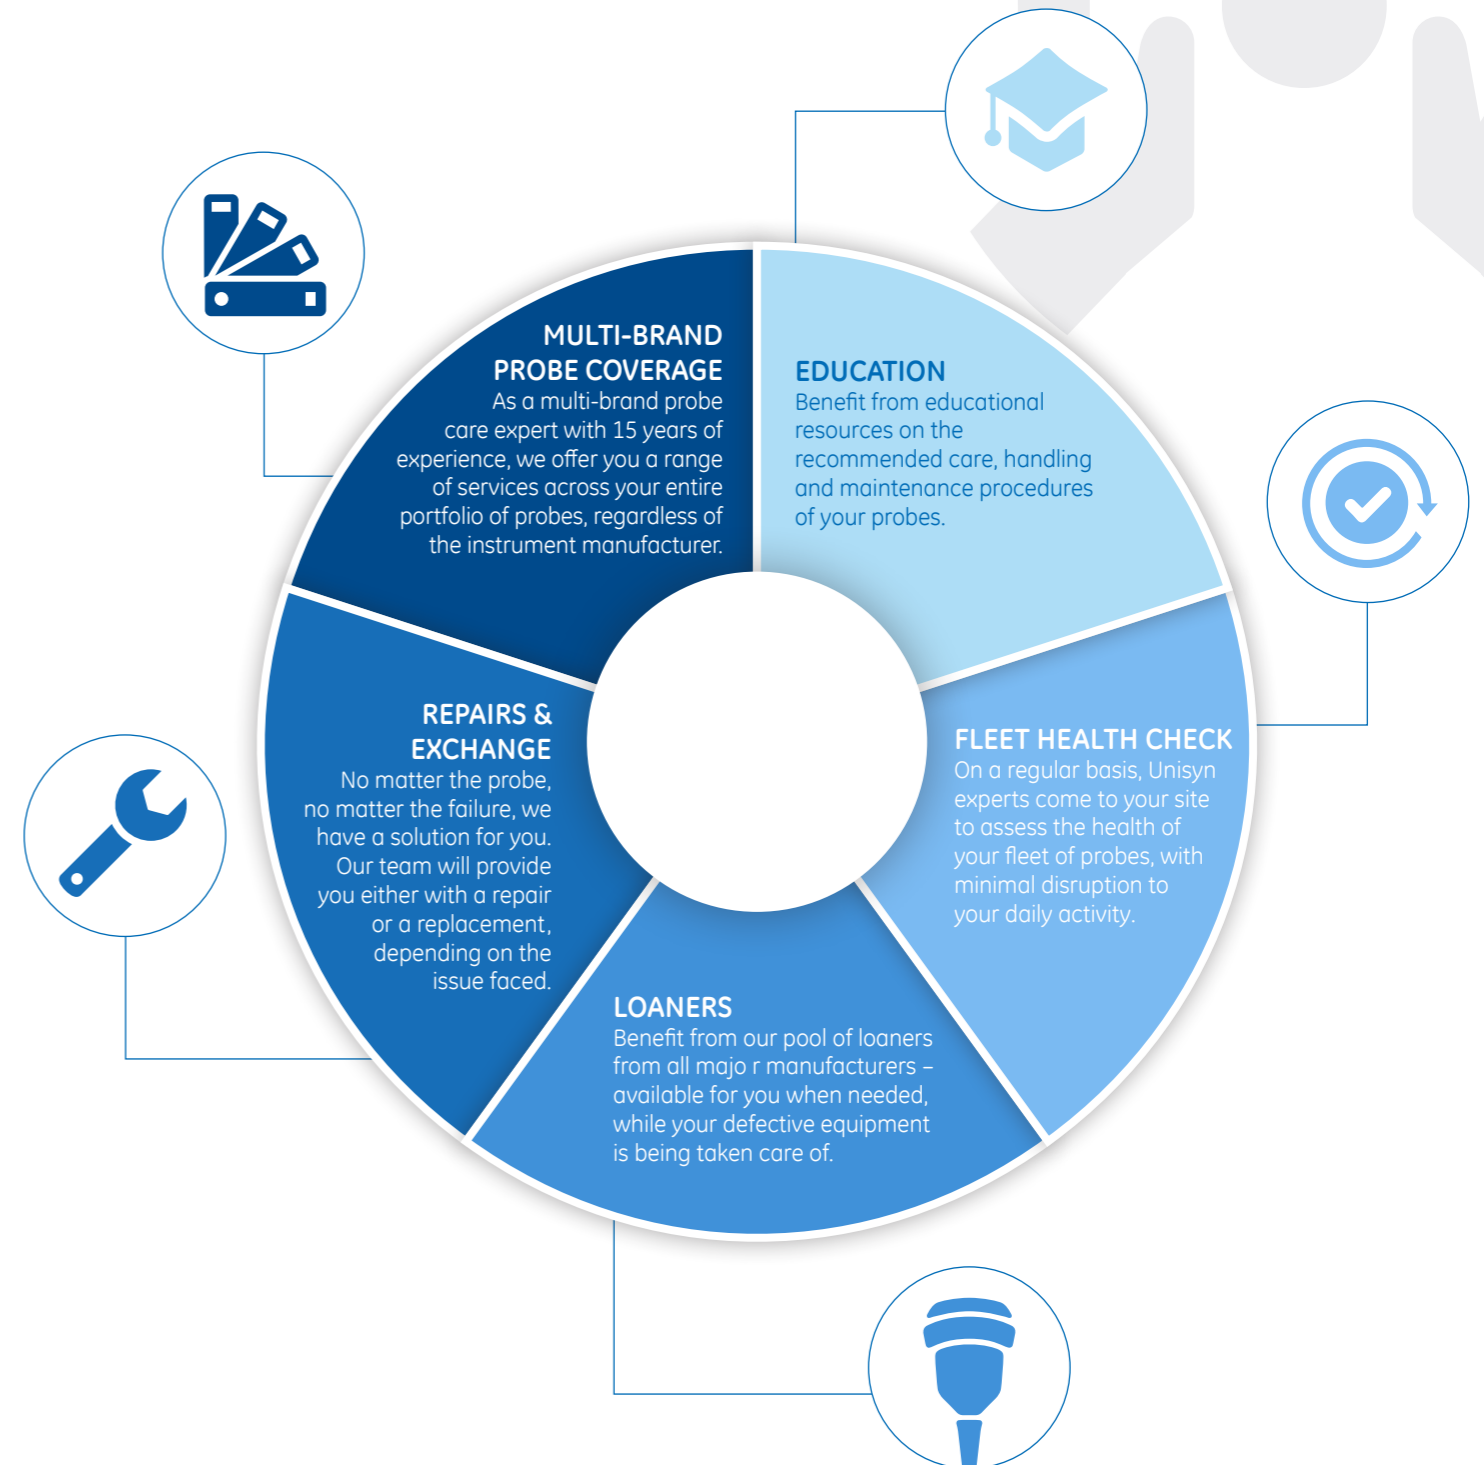 MULTI-BRAND
PROBE COVERAGE
As a multi-brand probe
care expert with 15 years of
experience, we offer you a range
of services across your entire
portfolio of probes, regardless of
the instrument manufacturer.
EDUCATION
Benefit from educational
resources on the
recommended care, handling
and maintenance procedures
of your probes.
FLEET HEALTH CHECK
On a regular basis, Unisyn
experts come to your site
to assess the health of
your fleet of probes, with
minimal disruption to
your daily activity.
REPAIRS &
EXCHANGE
No matter the probe,
no matter the failure, we
have a solution for you.
Our team will provide
you either with a repair
or a replacement,
depending on the
issue faced.
LOANERS
Benefit from our pool of loaners
from all majo r manufacturers –
available for you when needed,
while your defective equipment
is being taken care of.